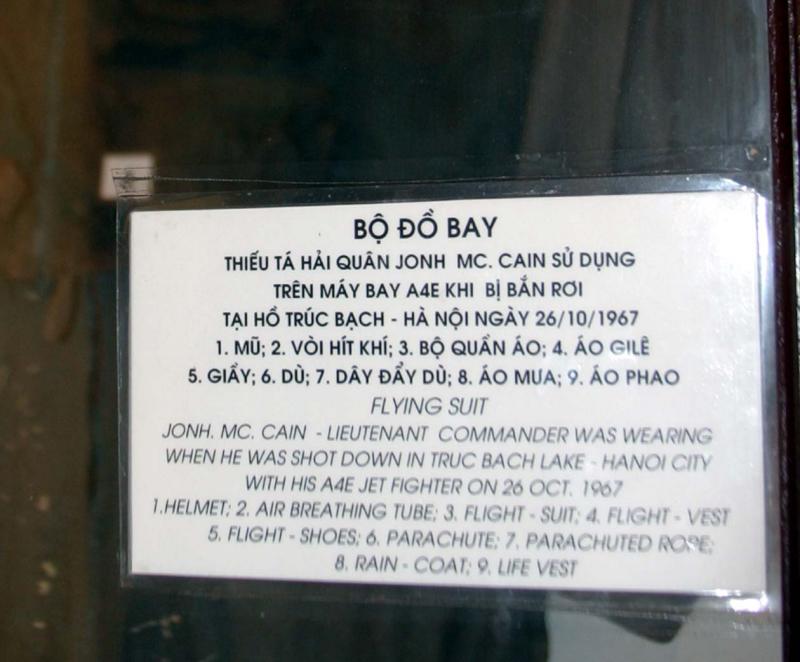 BỘ ĐỒ BAY
THIẾU TÁ HẢI QUÂN JONH MC. CAIN SỬ DỤNG
TRÊN MÁY BAY A4E KHI BỊ BẮN RƠI
TẠI HỒ TRÚC BẠCH - HÀ NỘI NGÀY 26/10/1967
1. MŨ; 2. VÒI HÍT KHÍ; 3. BỘ QUẦN ÁO; 4. ÁO GILÊ
5. GIẦY; 6. DÙ; 7. DÂY ĐẨY DÙ; 8. ÁO MƯA; 9. ÁO PHAO
FLYING SUIT
JONH. MC. CAIN - LIEUTENANT COMMANDER WAS WEARING
WHEN HE WAS SHOT DOWN IN TRUC BACH LAKE - HANOI CITY
WITH HIS A4E JET FIGHTER ON 26 OCT. 1967
1.HELMET; 2. AIR BREATHING TUBE; 3. FLIGHT - SUIT; 4. FLIGHT - VEST
5. FLIGHT - SHOES; 6. PARACHUTE; 7. PARACHUTED ROPE;
8. RAIN - COAT; 9. LIFE VEST